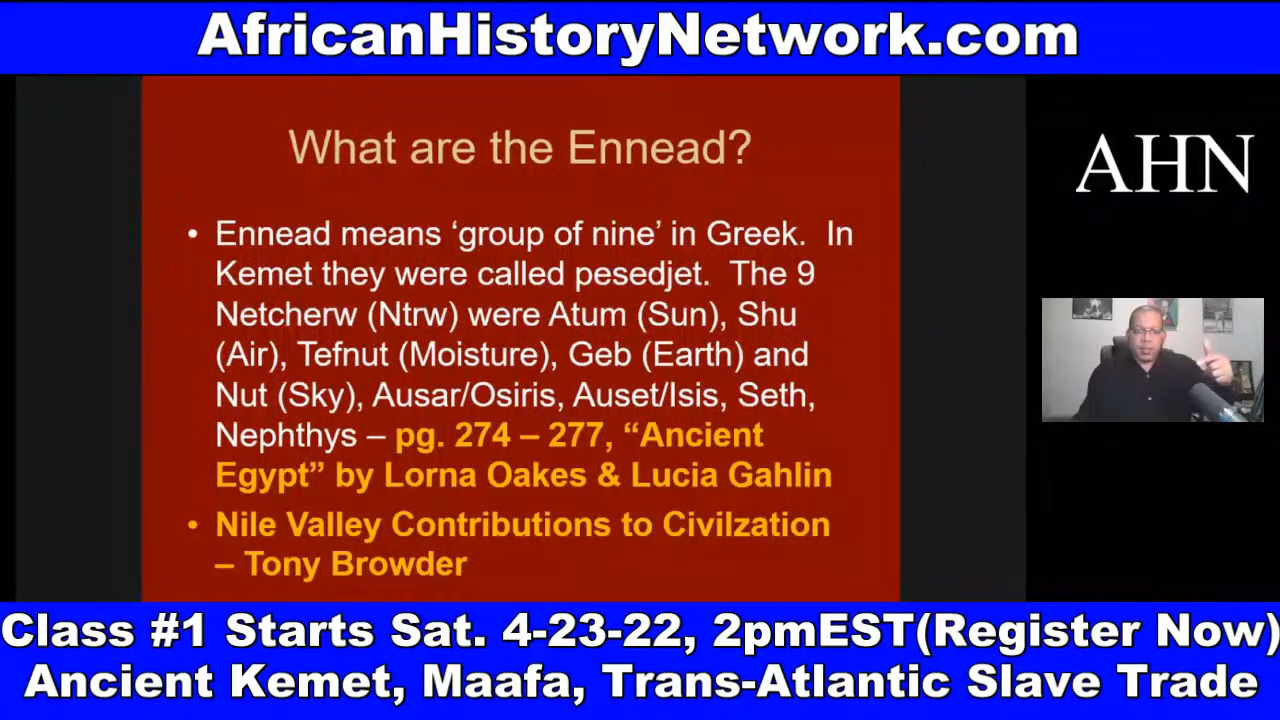 AfricanHistoryNetwork.com
What are the Ennead?
AHN
• Ennead means ‘group of nine’ in Greek.  In
Kemet they were called pesedjet.  The 9
Netcherw (Ntrw) were Atum (Sun), Shu
(Air), Tefnut (Moisture), Geb (Earth) and
Nut (Sky), Ausar/Osiris, Auset/Isis, Seth,
Nephthys – pg. 274 – 277, “Ancient
Egypt” by Lorna Oakes & Lucia Gahlin
• Nile Valley Contributions to Civilzation
– Tony Browder
Class #1 Starts Sat. 4-23-22, 2pmEST(Register Now)
Ancient Kemet, Maafa, Trans-Atlantic Slave Trade